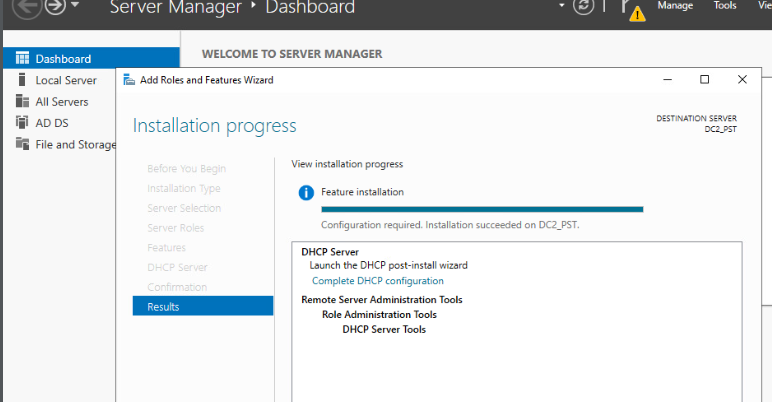 Server Manager • Dashboard
Manage Tools
Dashboard
Local Server
All Servers
AD DS
File and Storage
WELCOME TO SERVER MANAGER
Add Roles and Features Wizard
Installation progress
DESTINATION SERVER
DC2_PST
Before You Begin
Installation Type
Server Selection
Server Roles
Features
DHCP Server
Confirmation
Results
View installation progress
Feature installation
Configuration required. Installation succeeded on DC2_PST.
DHCP Server
Launch the DHCP post-install wizard
Complete DHCP configuration
Remote Server Administration Tools
Role Administration Tools
DHCP Server Tools